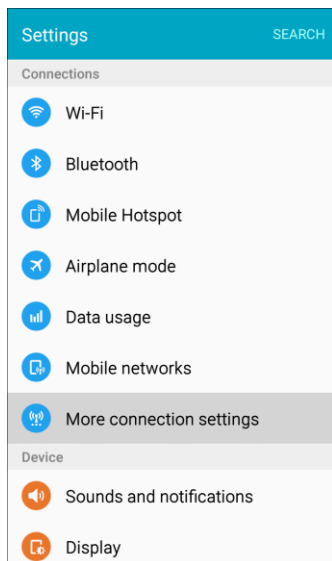 Settings
SEARCH
Connections
Wi-Fi
Bluetooth
Mobile Hotspot
Airplane mode
Data usage
Mobile networks
More connection settings
Device
Sounds and notifications
Display